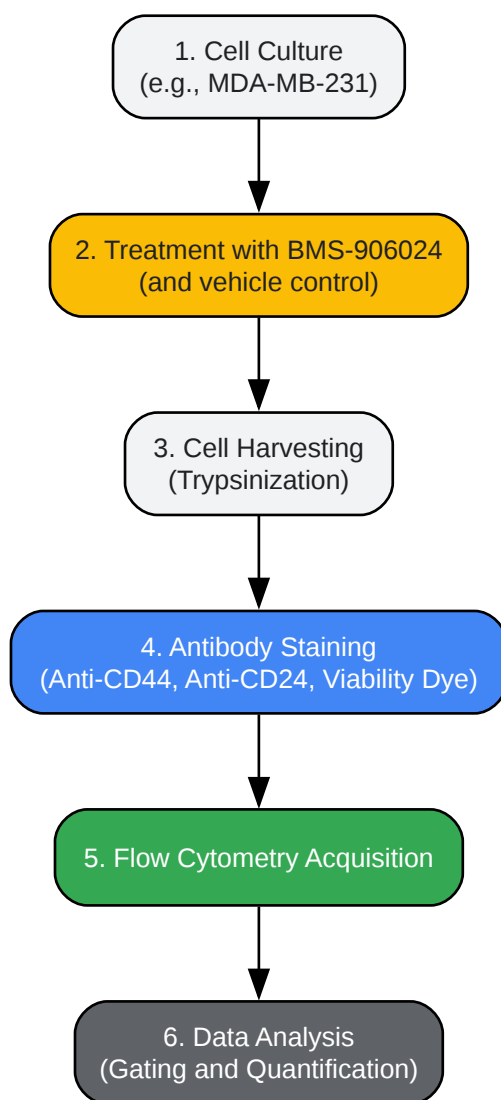 1. Cell Culture
(e.g., MDA-MB-231)
2. Treatment with BMS-906024
(and vehicle control)
3. Cell Harvesting
(Trypsinization)
4. Antibody Staining
(Anti-CD44, Anti-CD24, Viability Dye)
5. Flow Cytometry Acquisition
6. Data Analysis
(Gating and Quantification)